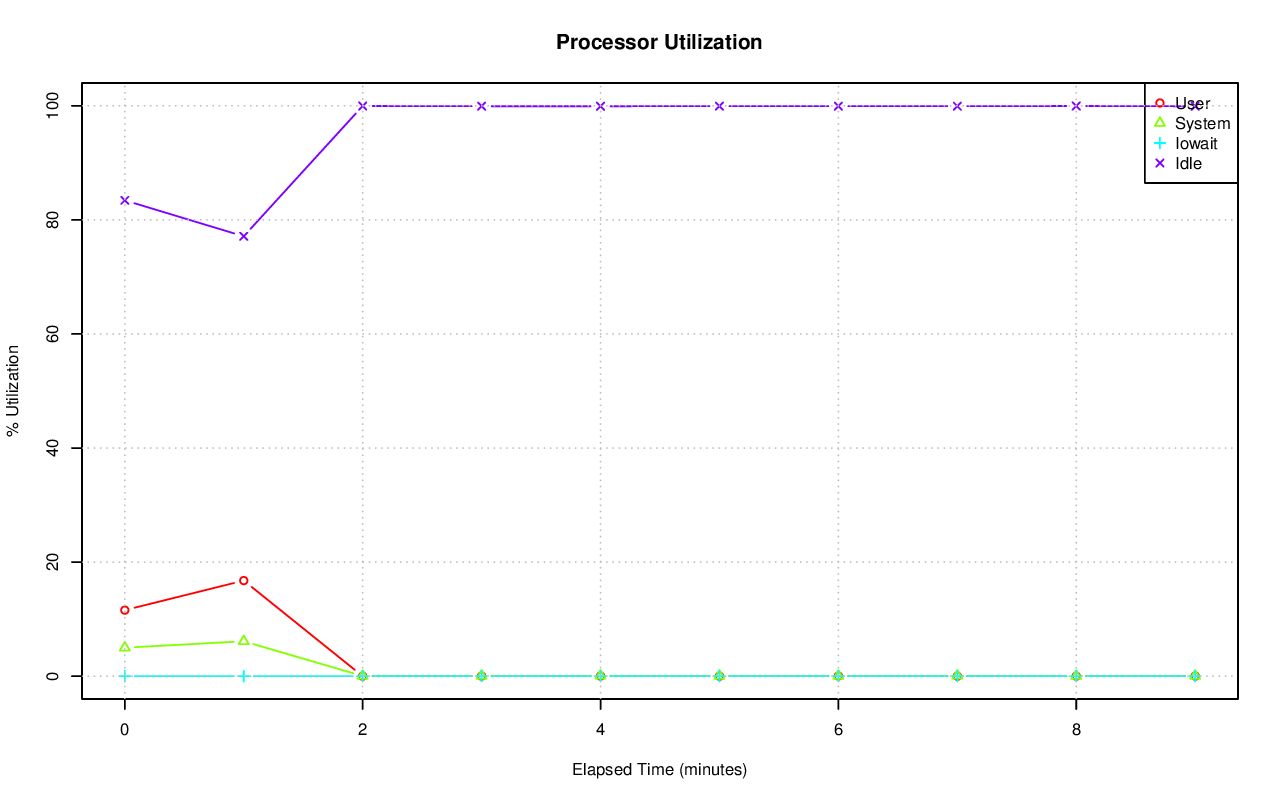 Processor Utilization
% Utilization
100
80
60
40
20
0
User
System
Iowait
Idle
0 2 4 6 8
Elapsed Time (minutes)